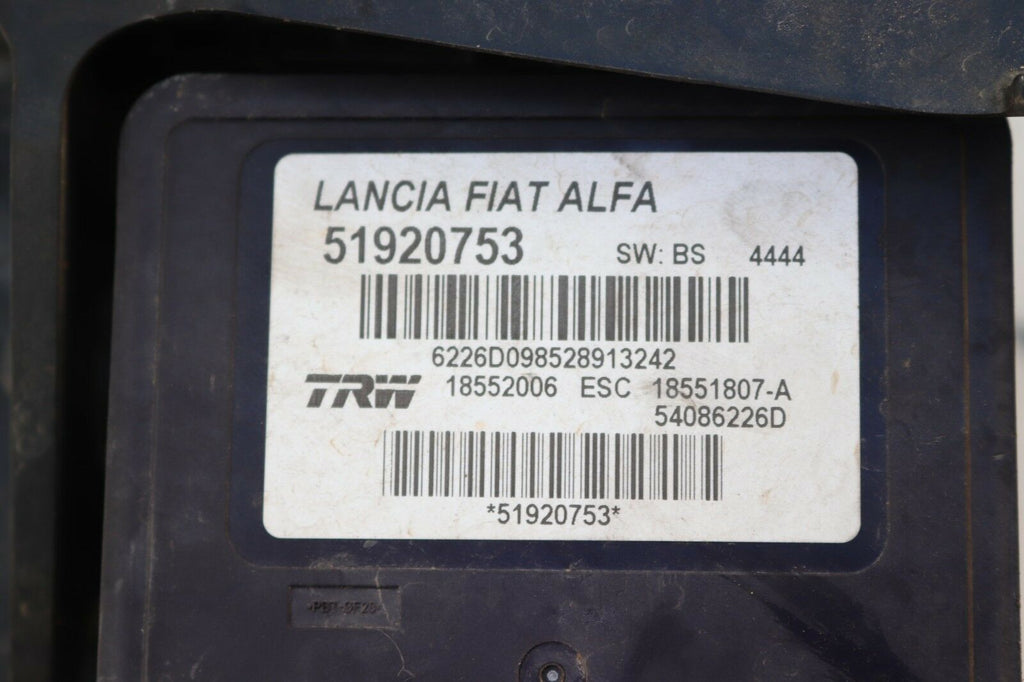 LANCIA FIAT ALFA
51920753 SW: BS 4444
6226D098528913242
TRW 18552006 ESC 18551807-A
54086226D
*51920753*